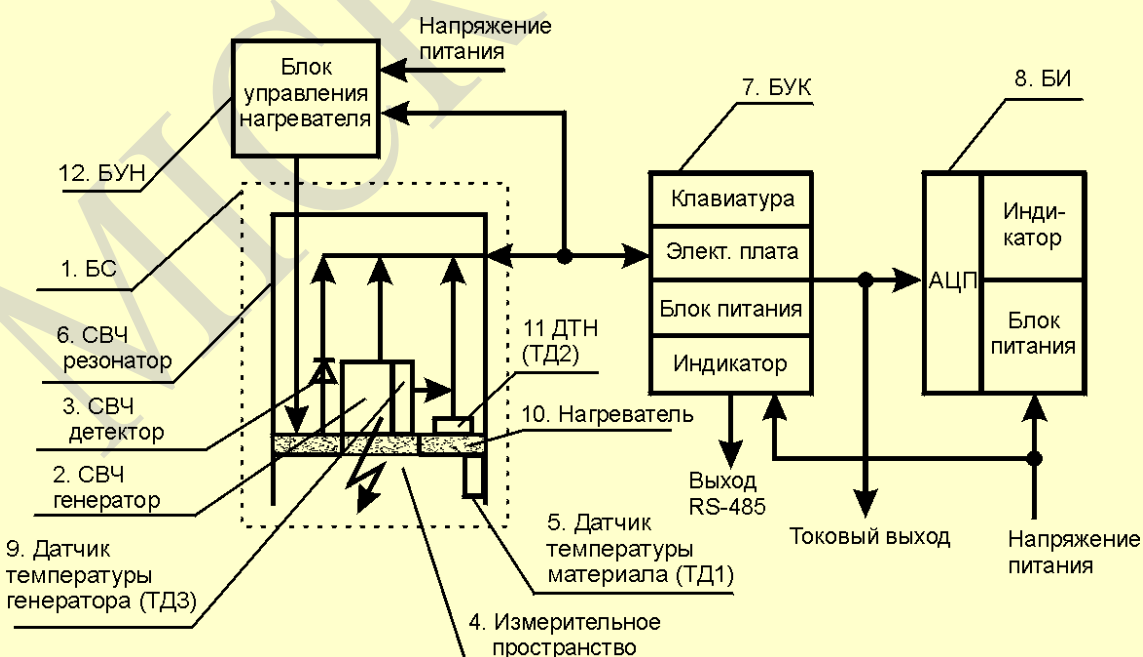 Напряжение
питания
Блок
управления
нагревателя
12. БУН
1. БС
6. СВЧ
резонатор
3. СВЧ
детектор
2. СВЧ
генератор
9. Датчик
температуры
генератора (ТД3)
11 ДТН
(ТД2)
10. Нагреватель
5. Датчик
температуры
материала (ТД1)
4. Измерительное
пространство
7. БУК
Клавиатура
Элект. плата
Блок питания
Индикатор
Выход
RS-485
Токовый выход
8. БИ
АЦП
Инди-
катор
Блок
питания
Напряжение
питания